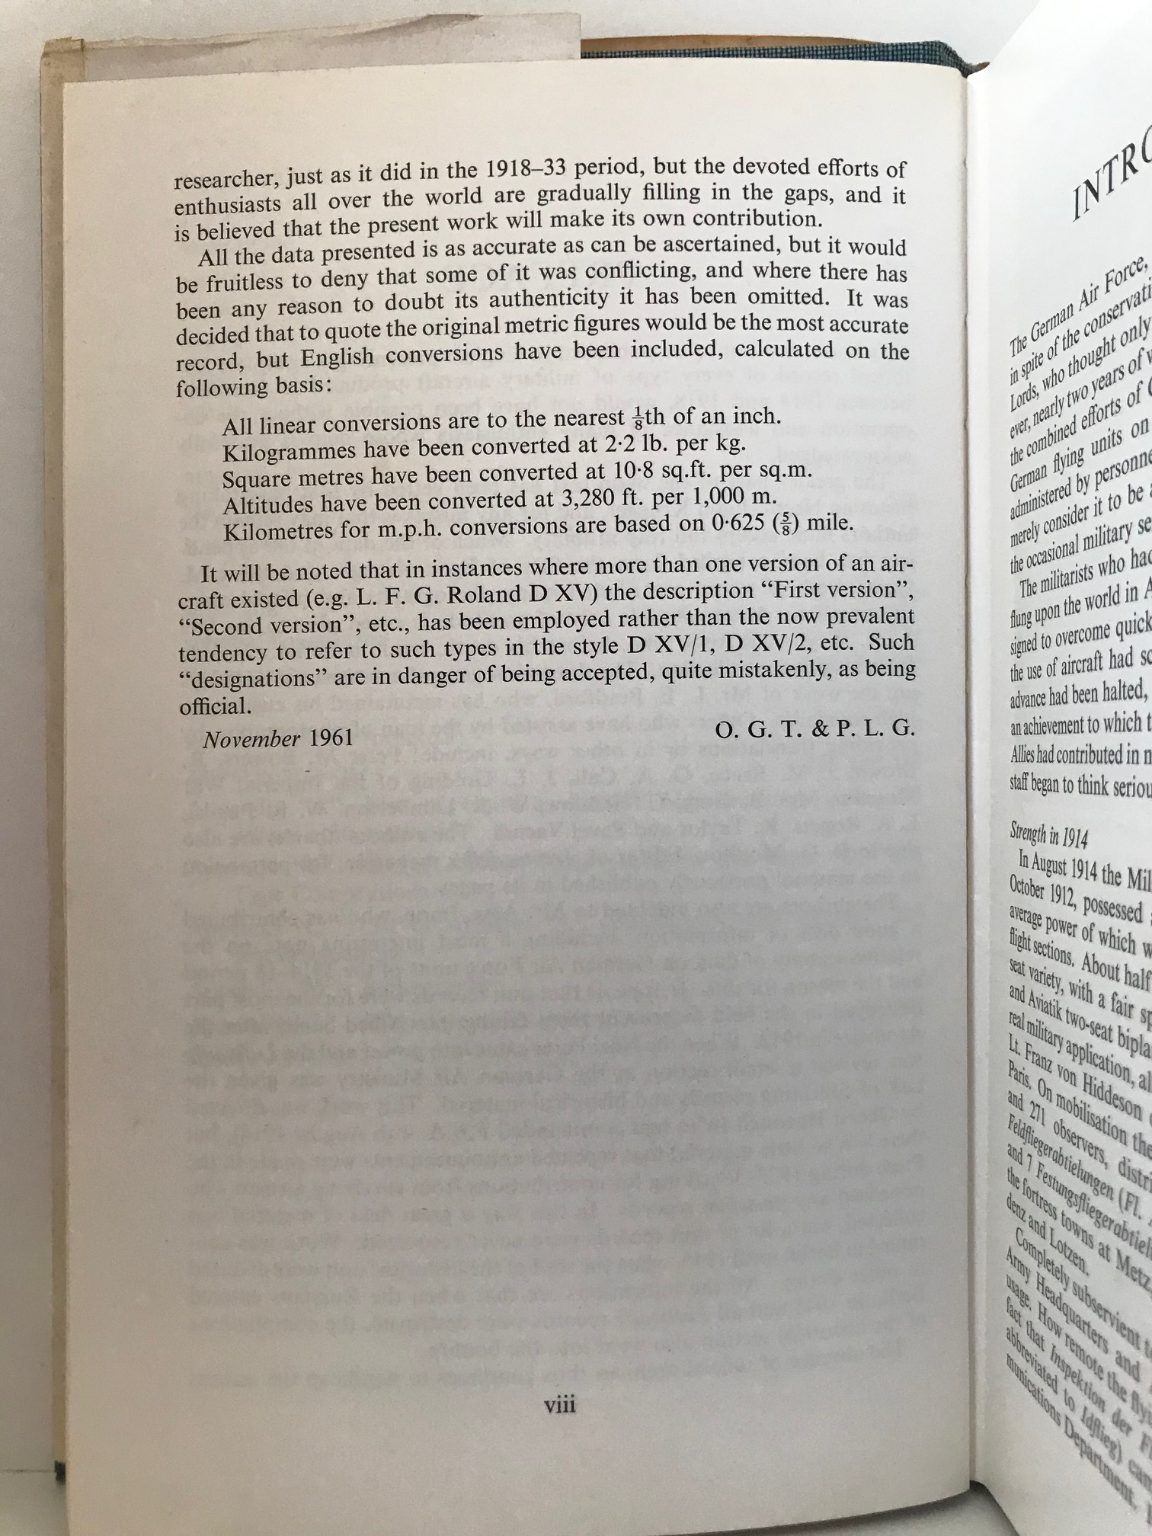 researcher, just as it did in the 1918–33 period, but the devoted efforts of
enthusiasts all over the world are gradually filling in the gaps, and it
is believed that the present work will make its own contribution.
All the data presented is as accurate as can be ascertained, but it would
be fruitless to deny that some of it was conflicting, and where there has
been any reason to doubt its authenticity it has been omitted. It was
decided that to quote the original metric figures would be the most accurate
record, but English conversions have been included, calculated on the
following basis:
All linear conversions are to the nearest ⅛th of an inch.
Kilogrammes have been converted at 2·2 lb. per kg.
Square metres have been converted at 10·8 sq.ft. per sq.m.
Altitudes have been converted at 3,280 ft. per 1,000 m.
Kilometres for m.p.h. conversions are based on 0·625 (⅝) mile.
It will be noted that in instances where more than one version of an air-
craft existed (e.g. L. F. G. Roland D XV) the description “First version”,
“Second version”, etc., has been employed rather than the now prevalent
tendency to refer to such types in the style D XV/1, D XV/2, etc. Such
“designations” are in danger of being accepted, quite mistakenly, as being
official.
November 1961 O. G. T. & P. L. G.
viii
INTRO
The German Air Force,
in spite of the conservati
Lords, who thought only
ever, nearly two years of w
the combined efforts of
German flying units on
administered by personne
merely consider it to be
the occasional military se
The militarists who had
flung upon the world in A
signed to overcome quick
the use of aircraft had sc
advance had been halted,
an achievement to which t
Allies had contributed in n
staff began to think seriou
Strength in 1914
In August 1914 the Mil
October 1912, possessed
average power of which w
flight sections. About half
seat variety, with a fair sp
and Aviatik two-seat bipla
real military application, al
Lt. Franz von Hiddeson
Paris. On mobilisation the
and 271 observers, distri
Feldfliegerabtielungen (Fl.
and 7 Festungsfliegerabtiel
the fortress towns at Metz,
denz and Lotzen.
Completely subservient t
Army Headquarters and
usage. How remote the flyi
fact that Inspektion der Fl
abbreviated to Idflieg) cam
munications Department.